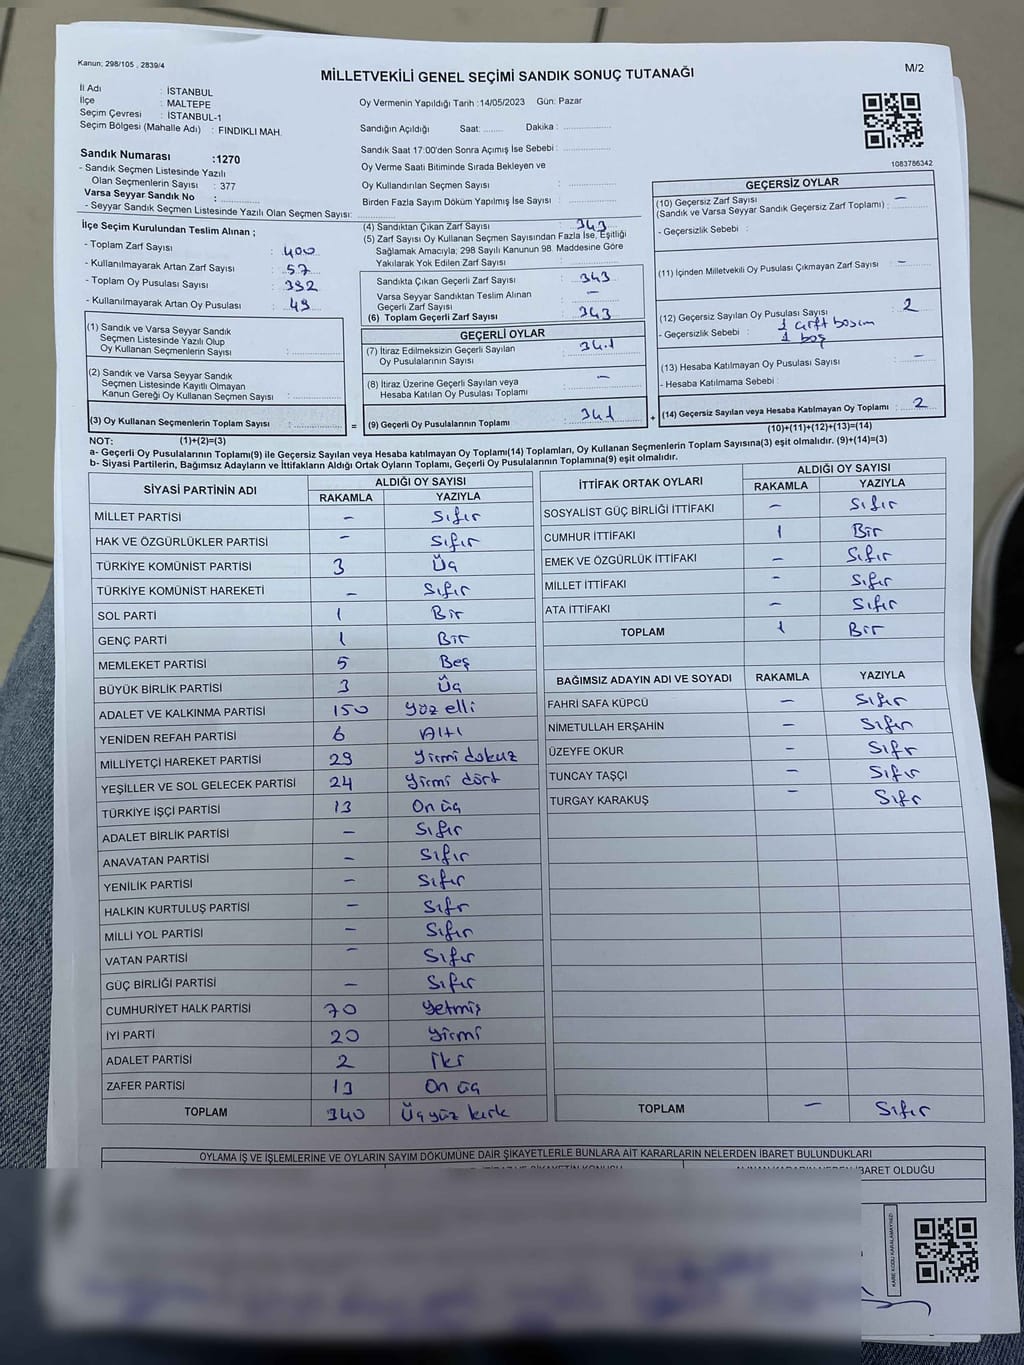 Kanun; 298/105 , 2839/4
MİLLETVEKİLİ GENEL SEÇİMİ SANDIK SONUÇ TUTANAĞI
M/2
İl Adı : İSTANBUL
İlçe : MALTEPE
Seçim Çevresi : İSTANBUL-1
Seçim Bölgesi (Mahalle Adı) : FINDIKLI MAH.
Sandık Numarası :1270
- Sandık Seçmen Listesinde Yazılı
Olan Seçmenlerin Sayısı : 377
Varsa Seyyar Sandık No :
- Seyyar Sandık Seçmen Listesinde Yazılı Olan Seçmen Sayısı:
Oy Vermenin Yapıldığı Tarih :14/05/2023 Gün: Pazar
Sandığın Açıldığı Saat: Dakika :
Sandık Saat 17:00'den Sonra Açılmış İse Sebebi :
Oy Verme Saati Bitiminde Sırada Bekleyen ve
Oy Kullandırılan Seçmen Sayısı :
Birden Fazla Sayım Döküm Yapılmış İse Sayısı :
1083786342
İlçe Seçim Kurulundan Teslim Alınan ;
- Toplam Zarf Sayısı : 400
- Kullanılmayarak Artan Zarf Sayısı : 57
- Toplam Oy Pusulası Sayısı : 392
- Kullanılmayarak Artan Oy Pusulası : 49
(1) Sandık ve Varsa Seyyar Sandık
Seçmen Listesinde Yazılı Olup
Oy Kullanan Seçmenlerin Sayısı :
(2) Sandık ve Varsa Seyyar Sandık
Seçmen Listesinde Kayıtlı Olmayan
Kanun Gereği Oy Kullanan Seçmen Sayısı :
(3) Oy Kullanan Seçmenlerin Toplam Sayısı :
(1)+(2)=(3)
(4) Sandıktan Çıkan Zarf Sayısı : 343
(5) Zarf Sayısı Oy Kullanan Seçmen Sayısından Fazla İse, Eşitliği
Sağlamak Amacıyla; 298 Sayılı Kanunun 98. Maddesine Göre
Yakılarak Yok Edilen Zarf Sayısı :
Sandıkta Çıkan Geçerli Zarf Sayısı : 343
Varsa Seyyar Sandıktan Teslim Alınan
Geçerli Zarf Sayısı : –
(6) Toplam Geçerli Zarf Sayısı : 343
GEÇERLİ OYLAR
(7) İtiraz Edilmeksizin Geçerli Sayılan
Oy Pusulalarının Sayısı : 341
(8) İtiraz Üzerine Geçerli Sayılan veya
Hesaba Katılan Oy Pusulası Toplamı : –
= (9) Geçerli Oy Pusulalarının Toplamı : 341
GEÇERSİZ OYLAR
(10) Geçersiz Zarf Sayısı : –
(Sandık ve Varsa Seyyar Sandık Geçersiz Zarf Toplamı)
- Geçersizlik Sebebi :
(11) İçinden Milletvekili Oy Pusulası Çıkmayan Zarf Sayısı : –
(12) Geçersiz Sayılan Oy Pusulası Sayısı : 2
- Geçersizlik Sebebi : 1 çift basım
1 boş
(13) Hesaba Katılmayan Oy Pusulası Sayısı : –
- Hesaba Katılmama Sebebi :
+ (14) Geçersiz Sayılan veya Hesaba Katılmayan Oy Toplamı : 2
(10)+(11)+(12)+(13)=(14)
NOT:
a- Geçerli Oy Pusulalarının Toplamı(9) ile Geçersiz Sayılan veya Hesaba katılmayan Oy Toplamı(14) Toplamları, Oy Kullanan Seçmenlerin Toplam Sayısına(3) eşit olmalıdır. (9)+(14)=(3)
b- Siyasi Partilerin, Bağımsız Adayların ve İttifakların Aldığı Ortak Oyların Toplamı, Geçerli Oy Pusulalarının Toplamına(9) eşit olmalıdır.
SİYASİ PARTİNİN ADI ALDIĞI OY SAYISI
RAKAMLA YAZIYLA
MİLLET PARTİSİ – Sıfır
HAK VE ÖZGÜRLÜKLER PARTİSİ – Sıfır
TÜRKİYE KOMÜNİST PARTİSİ 3 Üç
TÜRKİYE KOMÜNİST HAREKETİ – Sıfır
SOL PARTİ 1 Bir
GENÇ PARTİ 1 Bir
MEMLEKET PARTİSİ 5 Beş
BÜYÜK BİRLİK PARTİSİ 3 Üç
ADALET VE KALKINMA PARTİSİ 150 Yüz elli
YENİDEN REFAH PARTİSİ 6 Altı
MİLLİYETÇİ HAREKET PARTİSİ 29 Yirmi dokuz
YEŞİLLER VE SOL GELECEK PARTİSİ 24 Yirmi dört
TÜRKİYE İŞÇİ PARTİSİ 13 On üç
ADALET BİRLİK PARTİSİ – Sıfır
ANAVATAN PARTİSİ – Sıfır
YENİLİK PARTİSİ – Sıfır
HALKIN KURTULUŞ PARTİSİ – Sıfr
MİLLİ YOL PARTİSİ – Sıfır
VATAN PARTİSİ – Sıfır
GÜÇ BİRLİĞİ PARTİSİ – Sıfır
CUMHURİYET HALK PARTİSİ 70 Yetmiş
İYİ PARTİ 20 Yirmi
ADALET PARTİSİ 2 İki
ZAFER PARTİSİ 13 On üç
TOPLAM 340 Üçyüz kırk
İTTİFAK ORTAK OYLARI ALDIĞI OY SAYISI
RAKAMLA YAZIYLA
SOSYALİST GÜÇ BİRLİĞİ İTTİFAKI – Sıfır
CUMHUR İTTİFAKI 1 Bir
EMEK VE ÖZGÜRLÜK İTTİFAKI – Sıfır
MİLLET İTTİFAKI – Sıfır
ATA İTTİFAKI – Sıfır
TOPLAM 1 Bir
BAĞIMSIZ ADAYIN ADI VE SOYADI RAKAMLA YAZIYLA
FAHRİ SAFA KÜPCÜ – Sıfır
NİMETULLAH ERŞAHİN – Sıfır
ÜZEYFE OKUR – Sıfr
TUNCAY TAŞÇI – Sıfır
TURGAY KARAKUŞ – Sıfr
TOPLAM – Sıfır
OYLAMA İŞ VE İŞLEMLERİNE VE OYLARIN SAYIM DÖKÜMÜNE DAİR ŞİKAYETLERLE BUNLARA AİT KARARLARIN NELERDEN İBARET BULUNDUKLARI
İBARET OLDUĞU
KARE KODU KARALAMAYINIZ